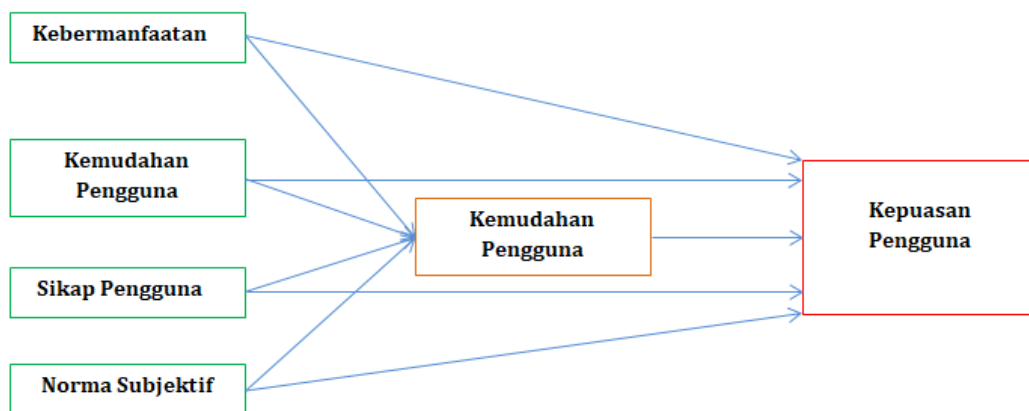 Kebermanfaatan
Kemudahan
Pengguna
Sikap Pengguna
Norma Subjektif
Kemudahan
Pengguna
Kepuasan
Pengguna